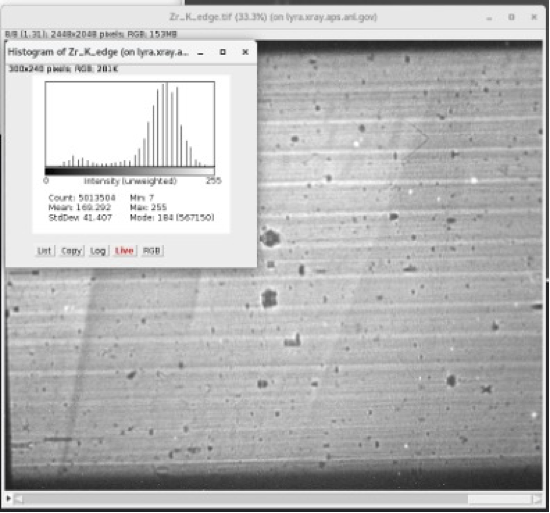 Zr_K_edge.tif (33.3%) (on lyra.xray.aps.anl.gov)
8/8 (1.31); 2448x2048 pixels; RGB; 153MB
Histogram of Zr_K_edge (on lyra.xray.a...
300x240 pixels; RGB; 281K
0 Intensity (unweighted) 255
Count: 5013504 Min: 7
Mean: 169.292 Max: 255
StdDev: 41.407 Mode: 184 (567150)
List Copy Log Live RGB